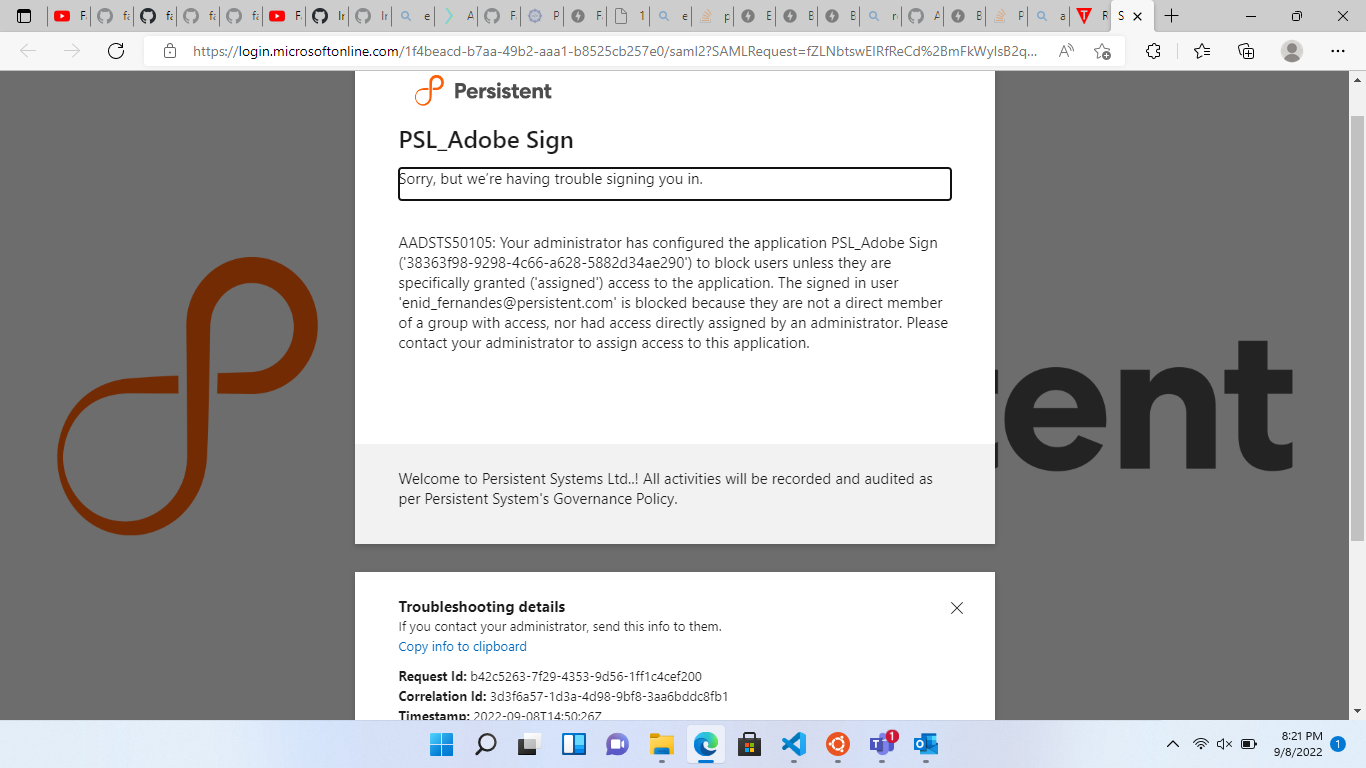 https://login.microsoftonline.com/1f4beacd-b7aa-49b2-aaa1-b8525cb257e0/saml2?SAMLRequest=fZLNbtswEIRfReCd%2BmFkWyIsB2q...
Persistent
PSL_Adobe Sign
Sorry, but we're having trouble signing you in.
AADSTS50105: Your administrator has configured the application PSL_Adobe Sign
('38363f98-9298-4c66-a628-5882d34ae290') to block users unless they are
specifically granted ('assigned') access to the application. The signed in user
'enid_fernandes@persistent.com' is blocked because they are not a direct member
of a group with access, nor had access directly assigned by an administrator. Please
contact your administrator to assign access to this application.
tent
Welcome to Persistent Systems Ltd..! All activities will be recorded and audited as
per Persistent System's Governance Policy.
Troubleshooting details
If you contact your administrator, send this info to them.
Copy info to clipboard
Request Id: b42c5263-7f29-4353-9d56-1ff1c4cef200
Correlation Id: 3d3f6a57-1d3a-4d98-9bf8-3aa6bddc8fb1
Timestamp: 2022-09-08T14:50:26Z
1
8:21 PM
9/8/2022
1